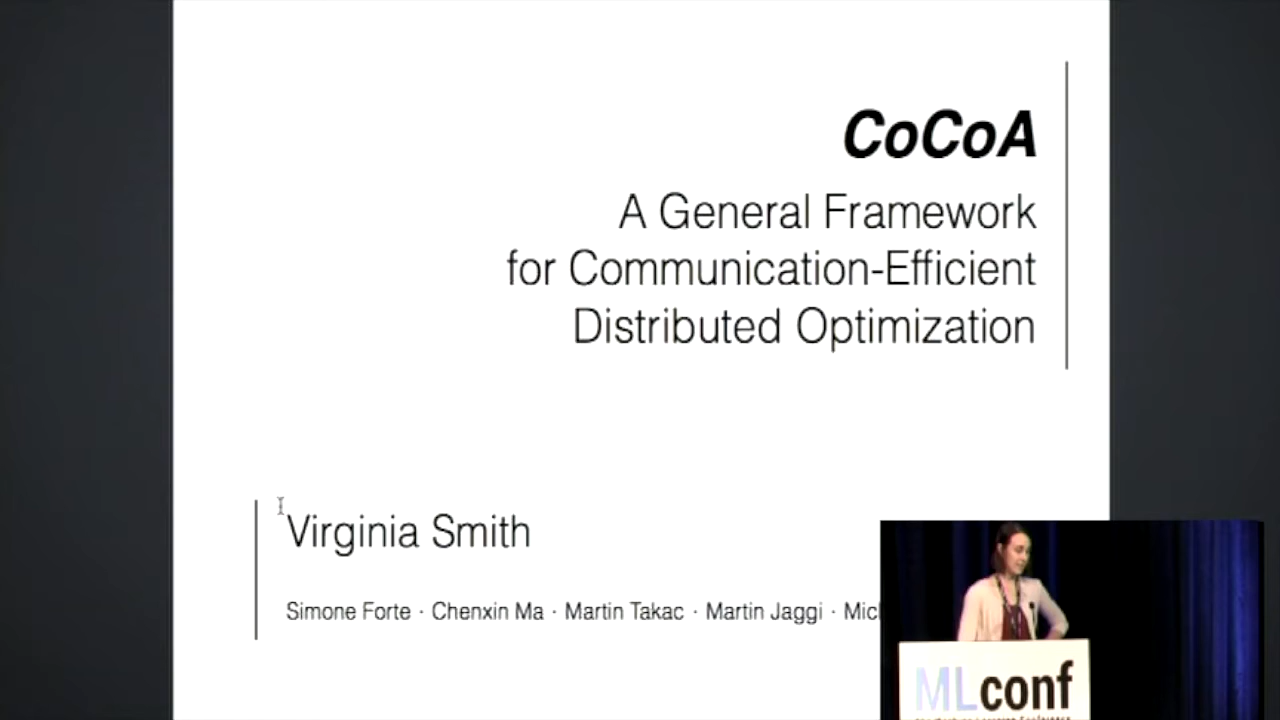 CoCoA
A General Framework
for Communication-Efficient
Distributed Optimization
Virginia Smith
Simone Forte · Chenxin Ma · Martin Takac · Martin Jaggi ·
MLconf